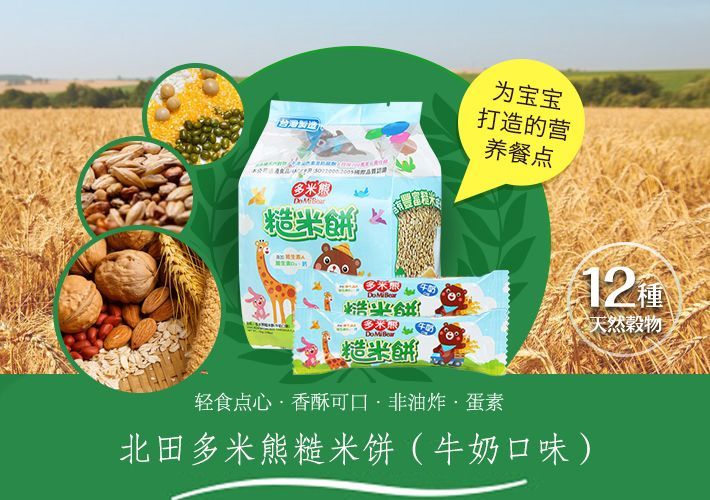 为宝宝
打造的营
养餐点
台灣製造
多米熊
DoMiBear
糙米餅
多米熊
DoMiBear
牛奶
糙米餅
多米熊
DoMiBear
牛奶
糙米餅
12種
天然穀物
轻食点心·香酥可口·非油炸·蛋素
北田多米熊糙米饼（牛奶口味）